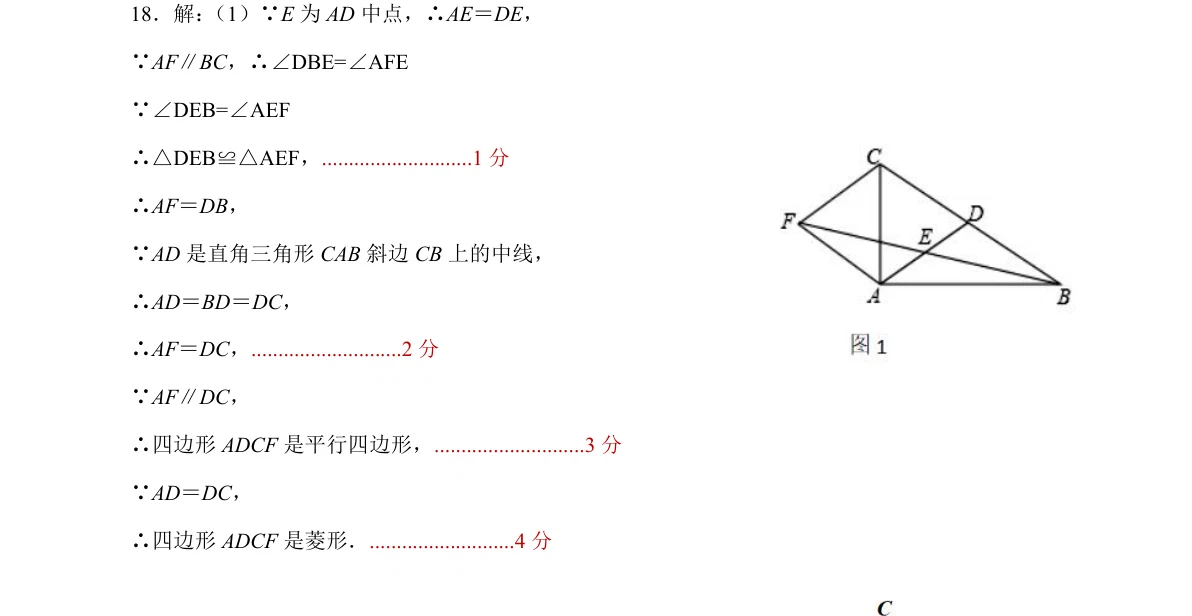 18．解：（1）∵E 为 AD 中点，∴AE＝DE，
∵AF∥BC，∴∠DBE=∠AFE
∵∠DEB=∠AEF
∴△DEB≌△AEF，............................1 分
∴AF＝DB，
∵AD 是直角三角形 CAB 斜边 CB 上的中线，
∴AD＝BD＝DC，
∴AF＝DC，............................2 分
∵AF∥DC，
∴四边形 ADCF 是平行四边形，............................3 分
∵AD＝DC，
∴四边形 ADCF 是菱形．...........................4 分
C
F
D
E
A
B
图 1
C